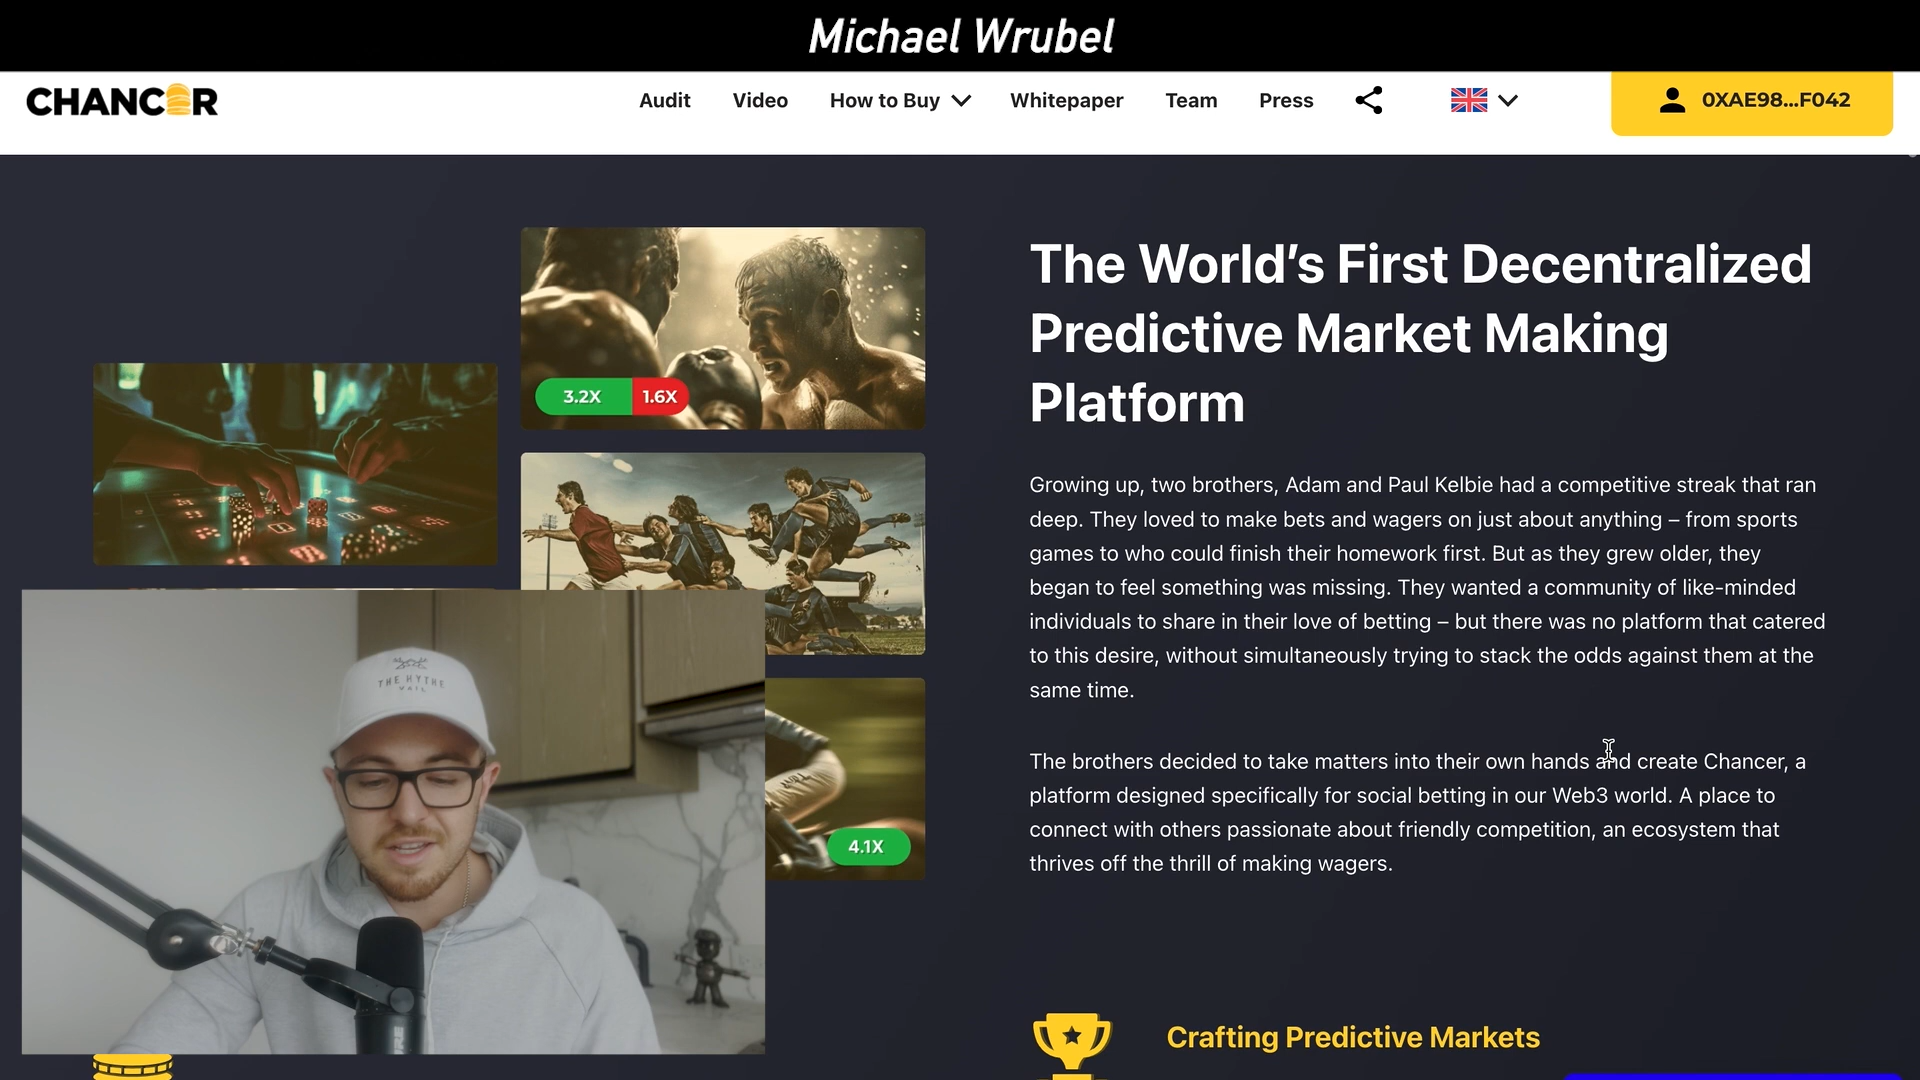 Michael Wrubel
CHANCER
Audit
Video
How to Buy
Whitepaper
Team
Press
0XAE98...F042
3.2X
1.6X
The World’s First Decentralized
Predictive Market Making
Platform
Growing up, two brothers, Adam and Paul Kelbie had a competitive streak that ran
deep. They loved to make bets and wagers on just about anything – from sports
games to who could finish their homework first. But as they grew older, they
began to feel something was missing. They wanted a community of like-minded
individuals to share in their love of betting – but there was no platform that catered
to this desire, without simultaneously trying to stack the odds against them at the
same time.
The brothers decided to take matters into their own hands and create Chancer, a
platform designed specifically for social betting in our Web3 world. A place to
connect with others passionate about friendly competition, an ecosystem that
thrives off the thrill of making wagers.
THE HYTHE
VAIL
4.1X
Crafting Predictive Markets